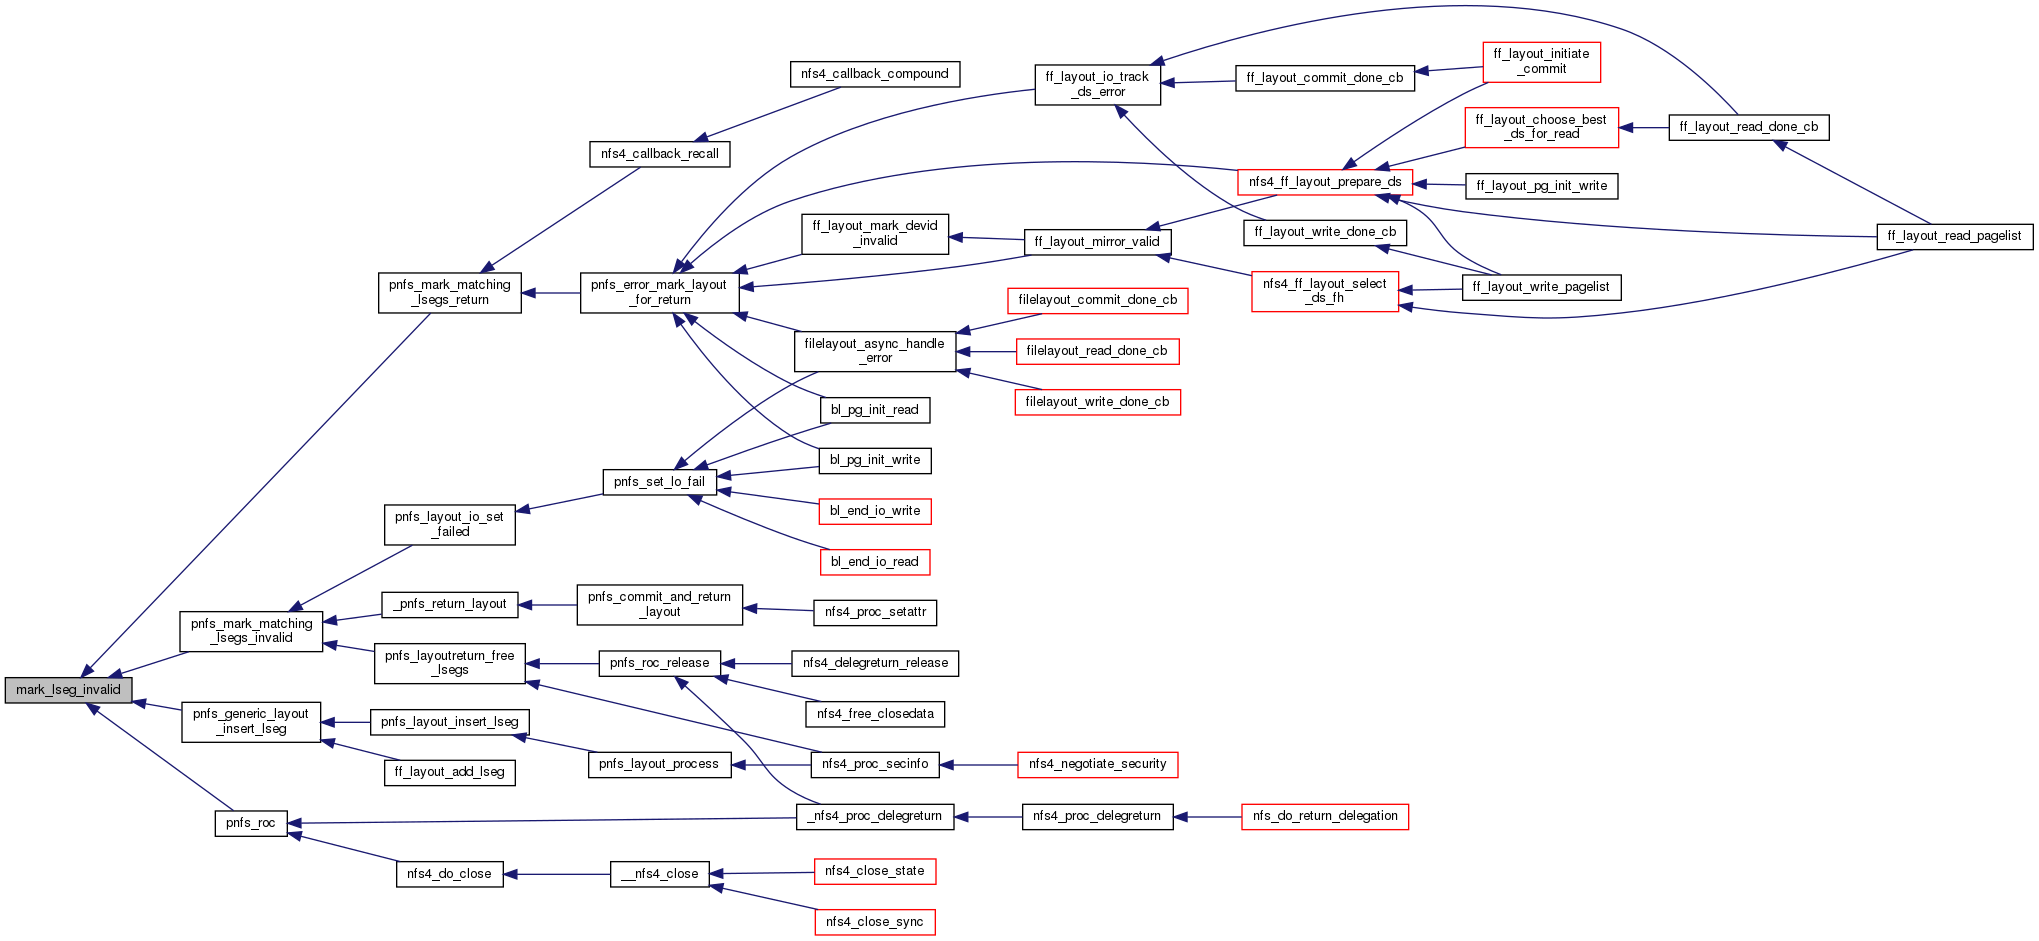 nfs4_callback_compound
nfs4_callback_recall
ff_layout_io_track
_ds_error
ff_layout_commit_done_cb
ff_layout_initiate
_commit
ff_layout_choose_best
_ds_for_read
ff_layout_read_done_cb
nfs4_ff_layout_prepare_ds
ff_layout_pg_init_write
ff_layout_mark_devid
_invalid
ff_layout_mirror_valid
ff_layout_write_done_cb
ff_layout_read_pagelist
pnfs_mark_matching
_lsegs_return
pnfs_error_mark_layout
_for_return
nfs4_ff_layout_select
_ds_fh
ff_layout_write_pagelist
filelayout_commit_done_cb
filelayout_async_handle
_error
filelayout_read_done_cb
filelayout_write_done_cb
bl_pg_init_read
bl_pg_init_write
pnfs_set_lo_fail
bl_end_io_write
pnfs_layout_io_set
_failed
bl_end_io_read
_pnfs_return_layout
pnfs_commit_and_return
_layout
nfs4_proc_setattr
pnfs_mark_matching
_lsegs_invalid
pnfs_layoutreturn_free
_lsegs
pnfs_roc_release
nfs4_delegreturn_release
mark_lseg_invalid
pnfs_generic_layout
_insert_lseg
pnfs_layout_insert_lseg
nfs4_free_closedata
ff_layout_add_lseg
pnfs_layout_process
nfs4_proc_secinfo
nfs4_negotiate_security
pnfs_roc
_nfs4_proc_delegreturn
nfs4_proc_delegreturn
nfs_do_return_delegation
nfs4_do_close
__nfs4_close
nfs4_close_state
nfs4_close_sync